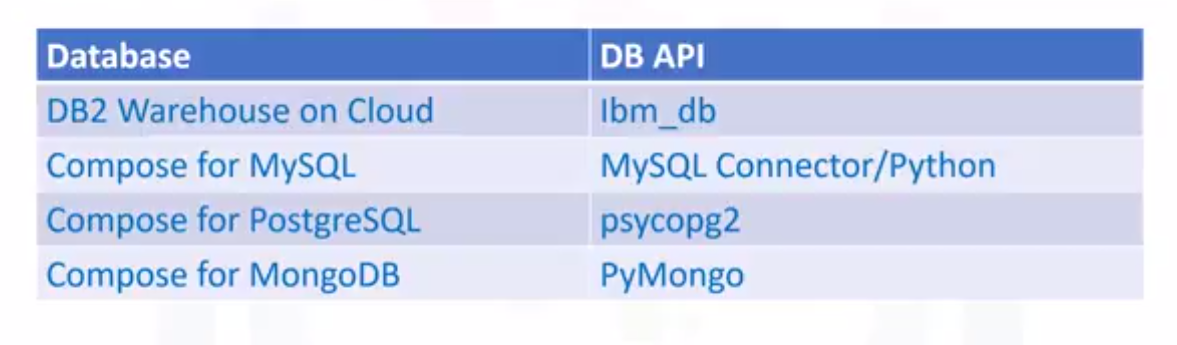 Database DB API
DB2 Warehouse on Cloud Ibm_db
Compose for MySQL MySQL Connector/Python
Compose for PostgreSQL psycopg2
Compose for MongoDB PyMongo